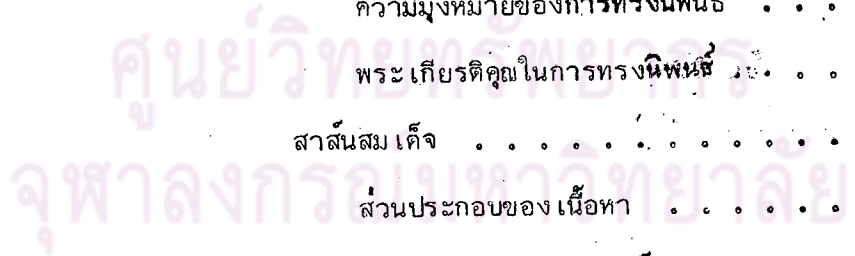 ความมุ่งหมายของการทรงนิพนธ์ . . .
ศูนย์วิทยทรัพยากร
พระเกียรติคุณในการทรงนิพนธ์ . . . .
สาส์นสมเด็จ . . . . . . . . . . . . .
จุฬาลงกรณ์มหาวิทยาลัย
ส่วนประกอบของเนื้อหา . . . . . . .